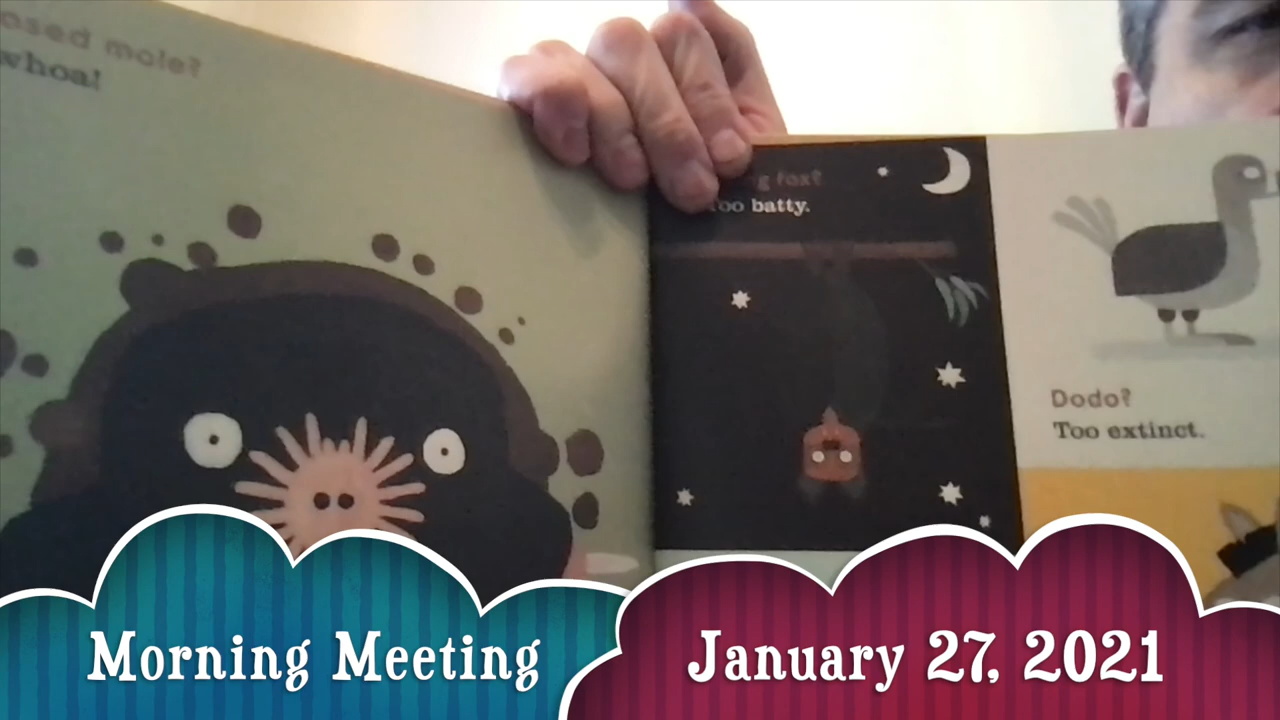 osed mole?
whoa!
g fox?
Too batty.
Dodo?
Too extinct.
Morning Meeting
January 27, 2021